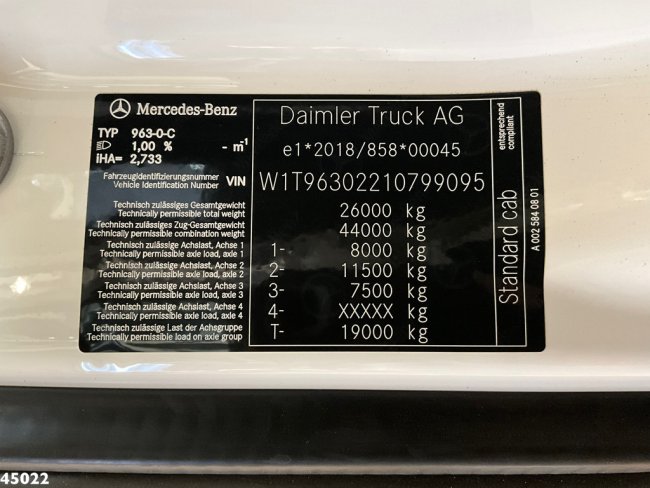 Mercedes-Benz
TYP 963-0-C
1,00 % - m¹
iHA= 2,733
Fahrzeugidentifizierungsnummer
Vehicle Identification Number VIN
Daimler Truck AG
e1*2018/858*00045
W1T96302210799095
Technisch zulässiges Gesamtgewicht
Technically permissible total weight 26000 kg
Technisch zulässiges Zug-Gesamtgewicht
Technically permissible combination weight 44000 kg
Technisch zulässige Achslast, Achse 1
Technically permissible axle load, axle 1 1- 8000 kg
Technisch zulässige Achslast, Achse 2
Technically permissible axle load, axle 2 2- 11500 kg
Technisch zulässige Achslast, Achse 3
Technically permissible axle load, axle 3 3- 7500 kg
Technisch zulässige Achslast, Achse 4
Technically permissible axle load, axle 4 4- XXXXX kg
Technisch zulässige Last der Achsgruppe
Technically permissible load on axle group T- 19000 kg
Standard cab
entsprechend
compliant
A 002 584 08 01
45022